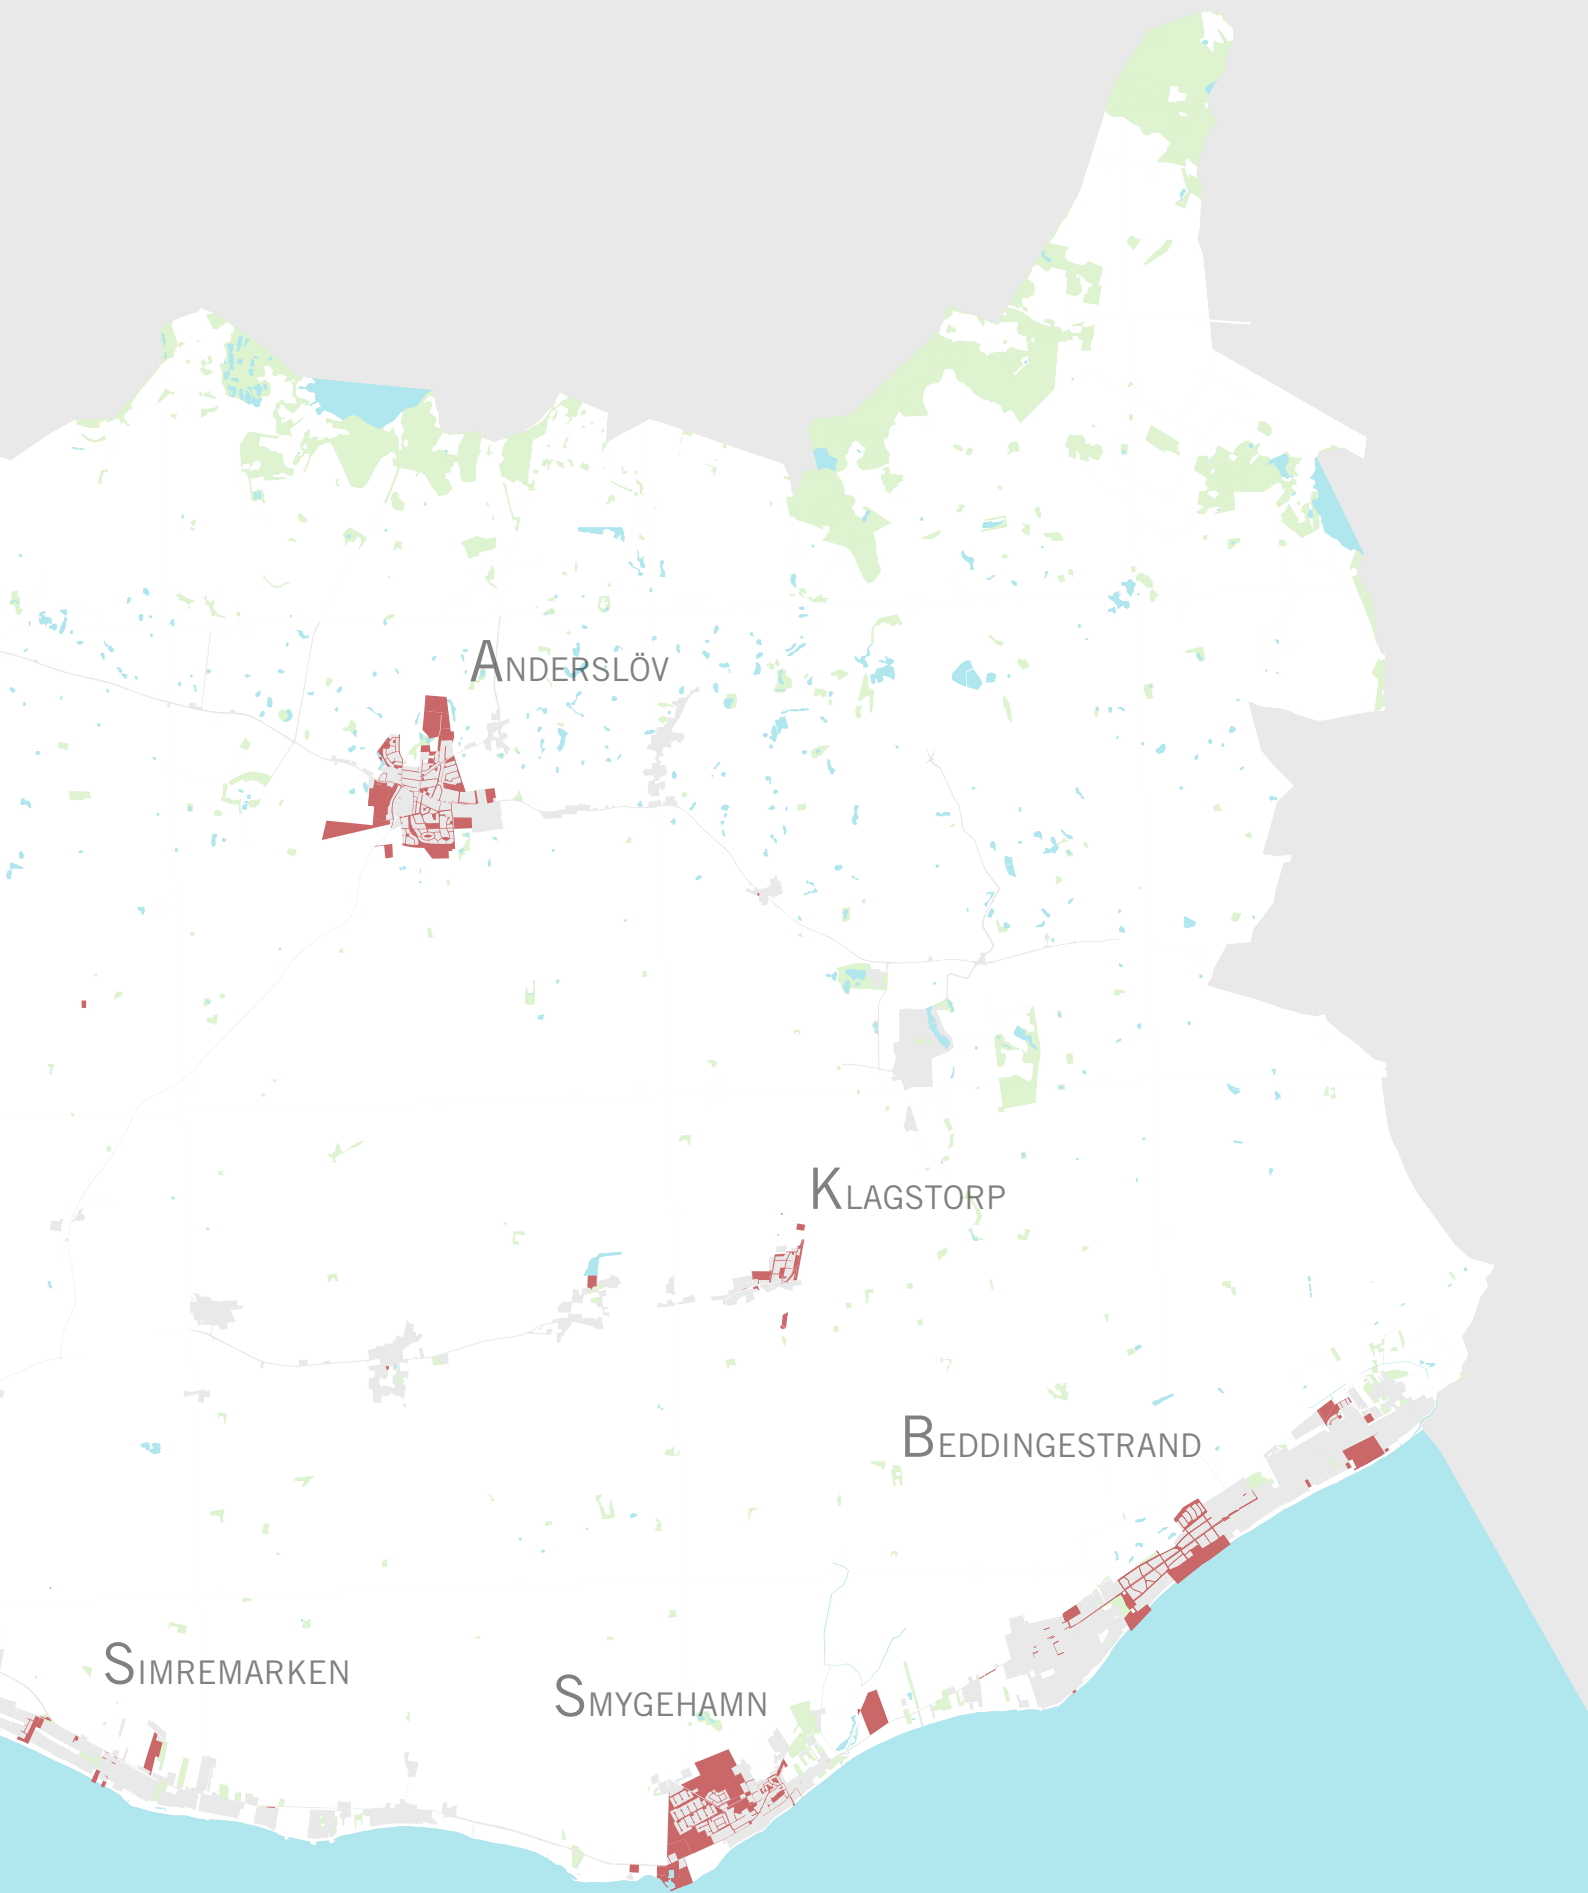 ANDERSLÖV
KLAGSTORP
BEDDINGESTRAND
SIMREMARKEN
SMYGEHAMN